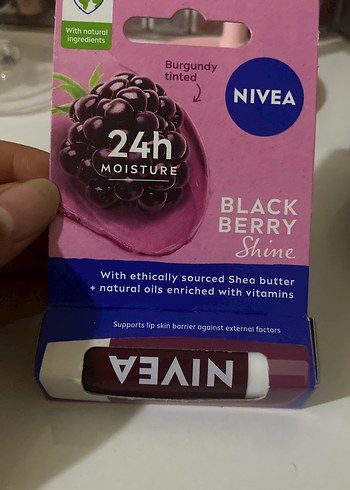 With natural
ingredients
Burgundy
tinted
NIVEA
24h
MOISTURE
BLACK
BERRY
Shine
With ethically sourced Shea butter
+ natural oils enriched with vitamins
Supports lip skin barrier against external factors
NIVEA